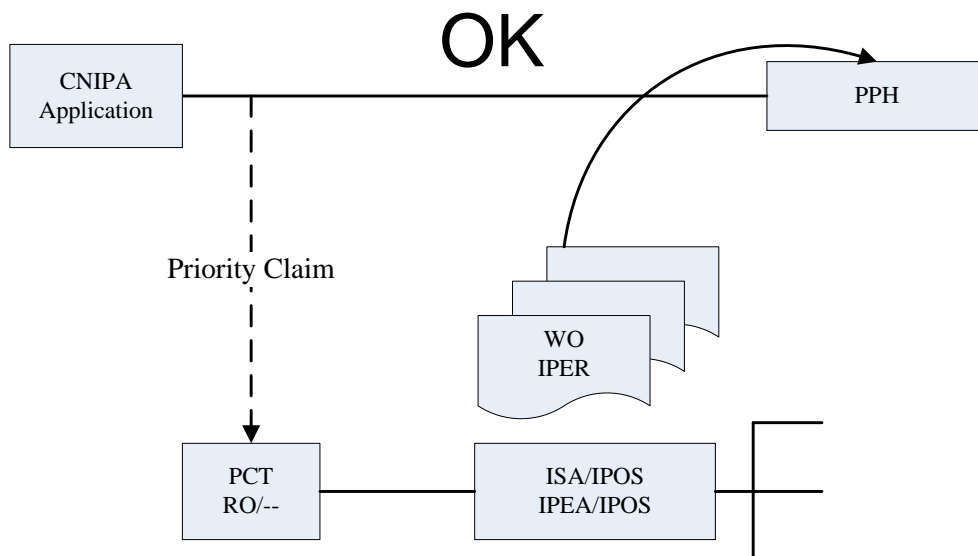 OK
CNIPA
Application
PPH
Priority Claim
WO
IPER
PCT
RO/--
ISA/IPOS
IPEA/IPOS